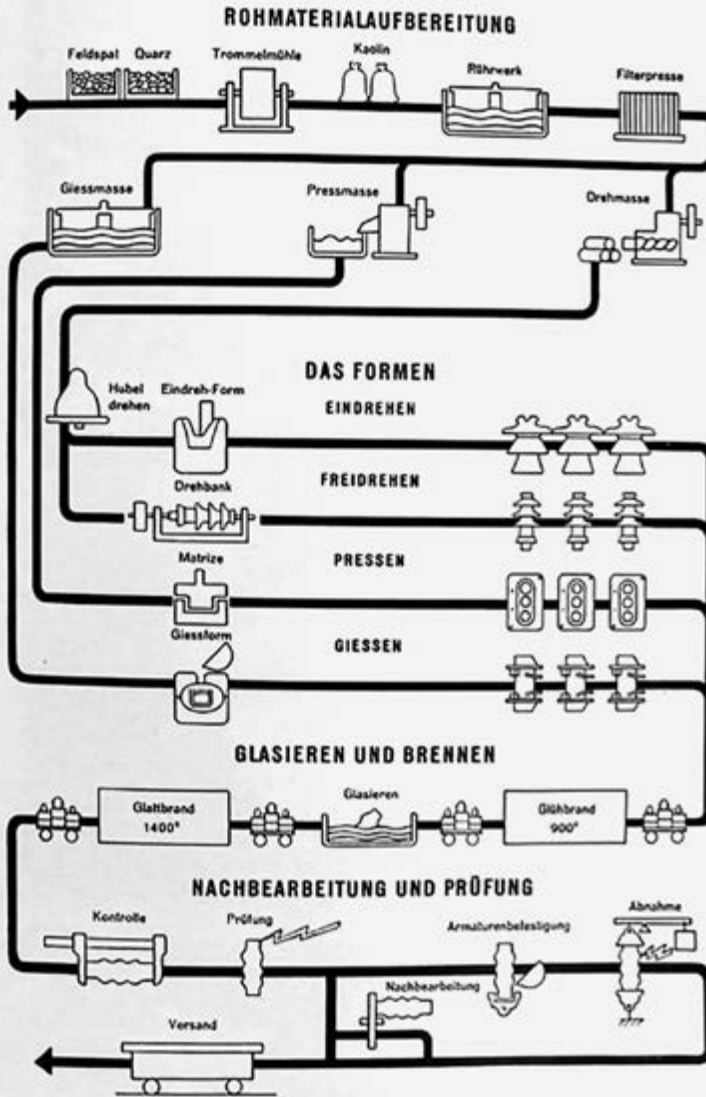 ROHMATERIALAUFBEREITUNG
Feldspat Quarz Trommelmühle Kaolin Rührwerk Filterpresse
Giessmasse Pressmasse Drehmasse
DAS FORMEN
Hubel drehen
Eindreh-Form
EINDREHEN
Drehbank
FREIDREHEN
Matrize
PRESSEN
Giessform
GIESSEN
GLASIEREN UND BRENNEN
Glattbrand
1400°
Glasieren
Glühbrand
900°
NACHBEARBEITUNG UND PRÜFUNG
Kontrolle Prüfung Armaturenbefestigung Abnahme
Nachbearbeitung
Versand